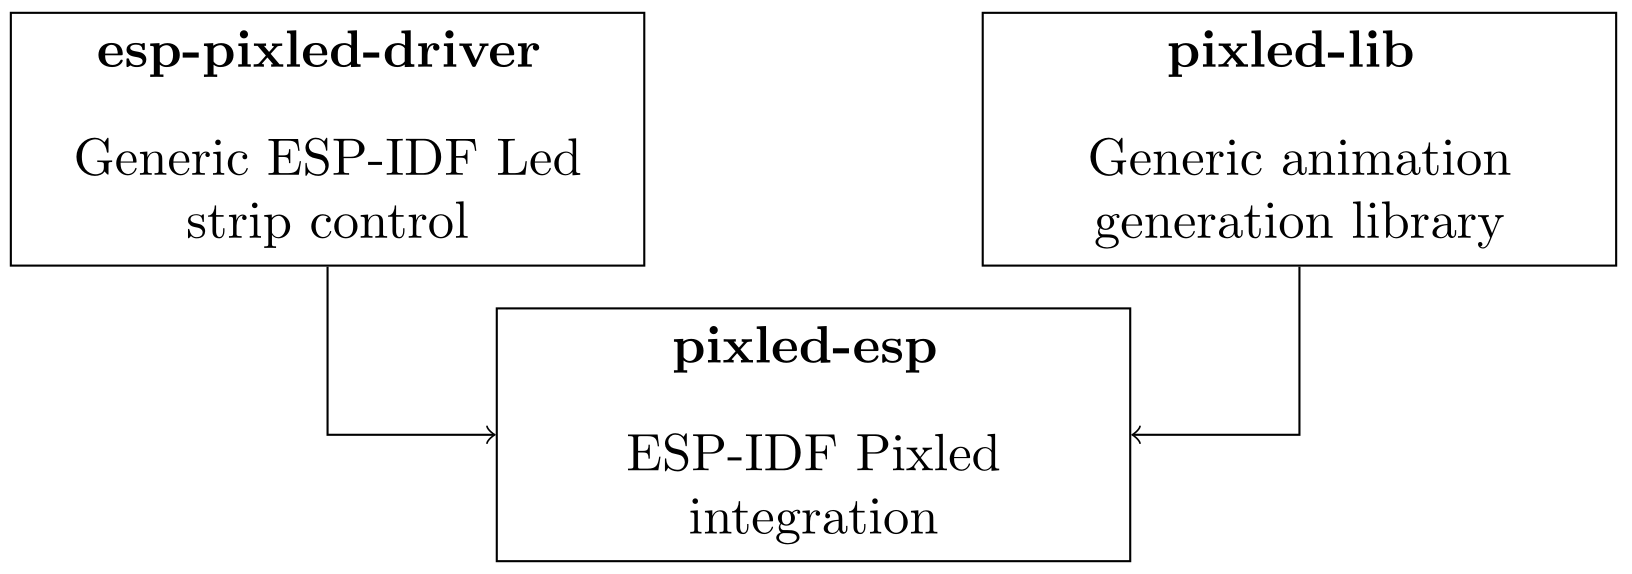 esp-pixled-driver
Generic ESP-IDF Led
strip control
pixled-lib
Generic animation
generation library
pixled-esp
ESP-IDF Pixled
integration